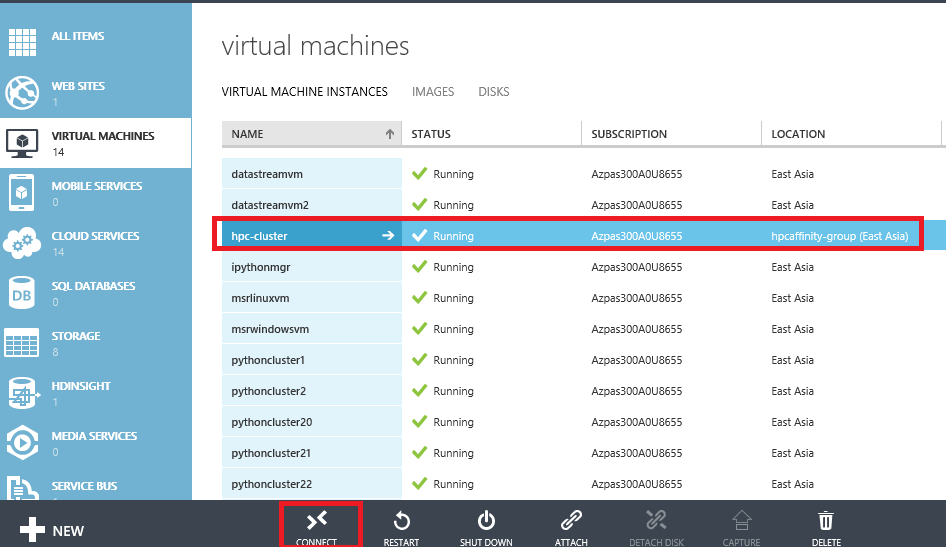 ALL ITEMS
WEB SITES
1
VIRTUAL MACHINES
14
MOBILE SERVICES
0
CLOUD SERVICES
14
SQL DATABASES
0
STORAGE
8
HDINSIGHT
1
MEDIA SERVICES
0
SERVICE BUS
virtual machines
VIRTUAL MACHINE INSTANCES IMAGES DISKS
NAME STATUS SUBSCRIPTION LOCATION
datastreamvm Running Azpas300A0U8655 East Asia
datastreamvm2 Running Azpas300A0U8655 East Asia
hpc-cluster Running Azpas300A0U8655 hpcaffinity-group (East Asia)
ipythonmgr Running Azpas300A0U8655 East Asia
msrlinuxvm Running Azpas300A0U8655 East Asia
msrwindowsvm Running Azpas300A0U8655 East Asia
pythoncluster1 Running Azpas300A0U8655 East Asia
pythoncluster2 Running Azpas300A0U8655 East Asia
pythoncluster20 Running Azpas300A0U8655 East Asia
pythoncluster21 Running Azpas300A0U8655 East Asia
pythoncluster22 Running Azpas300A0U8655 East Asia
NEW
CONNECT RESTART SHUT DOWN ATTACH DETACH DISK CAPTURE DELETE